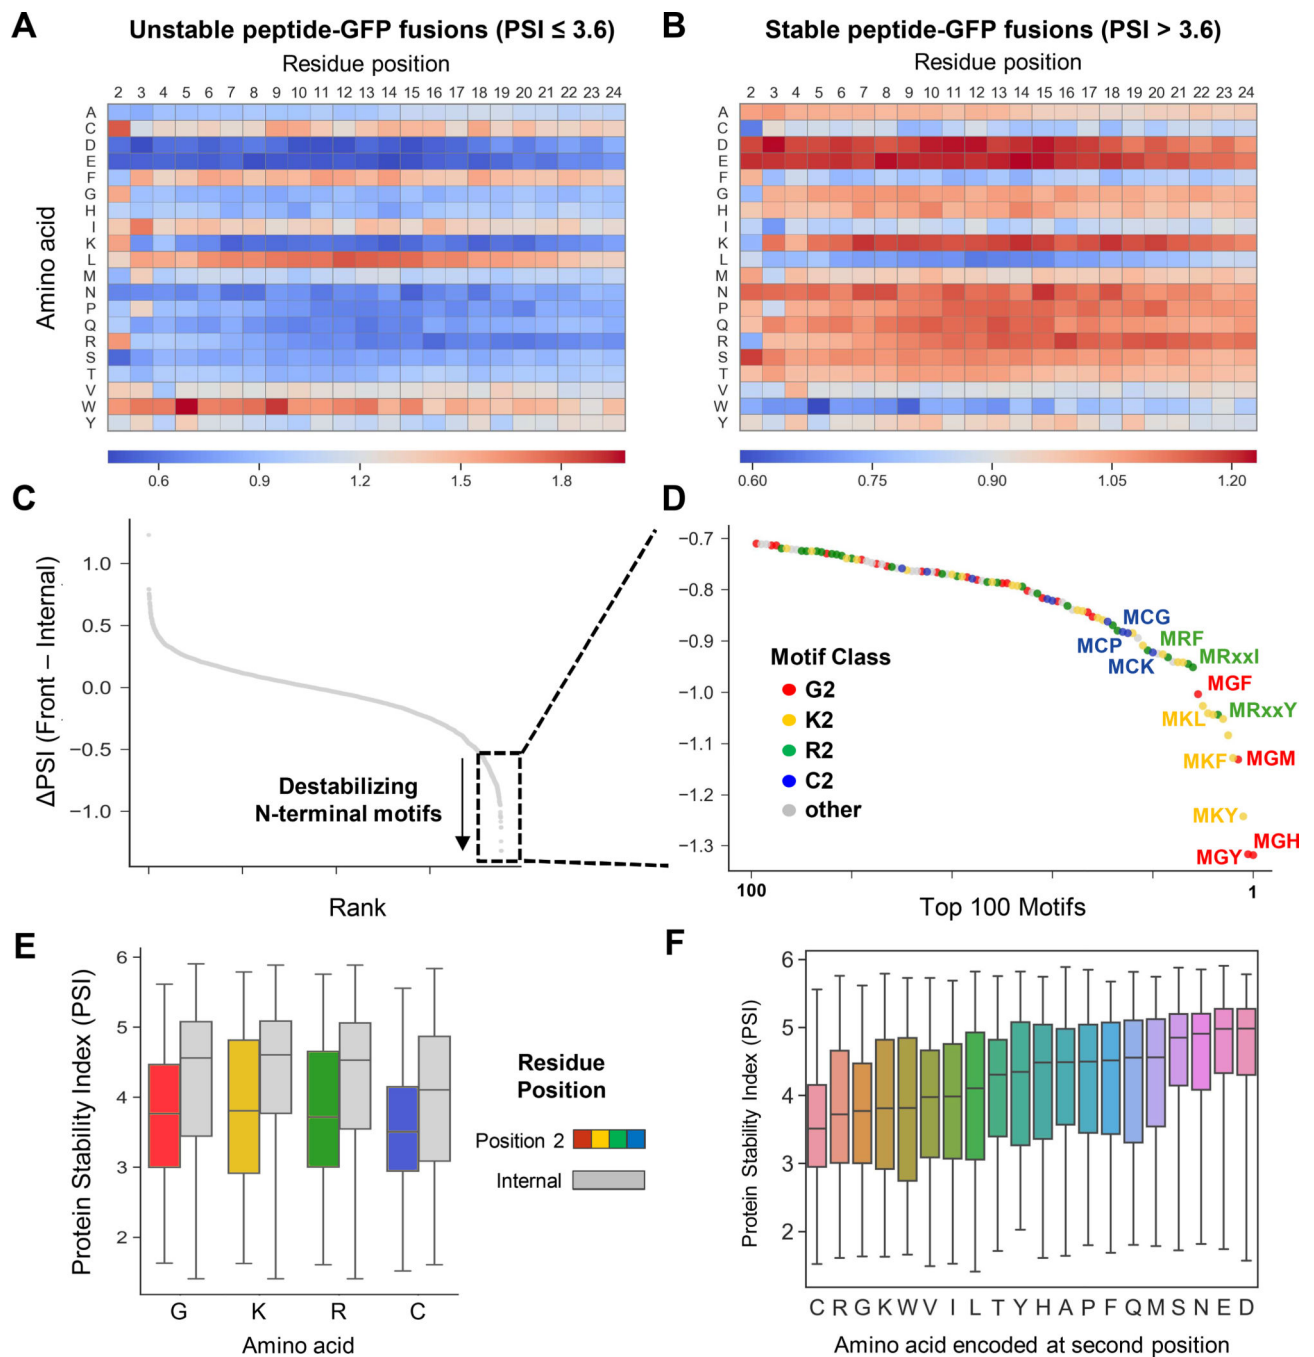 A
Unstable peptide-GFP fusions (PSI ≤ 3.6)
Residue position
2 3 4 5 6 7 8 9 10 11 12 13 14 15 16 17 18 19 20 21 22 23 24
Amino acid
A
C
D
E
F
G
H
I
K
L
M
N
P
Q
R
S
T
V
W
Y
0.6 0.9 1.2 1.5 1.8
B
Stable peptide-GFP fusions (PSI > 3.6)
Residue position
2 3 4 5 6 7 8 9 10 11 12 13 14 15 16 17 18 19 20 21 22 23 24
A
C
D
E
F
G
H
I
K
L
M
N
P
Q
R
S
T
V
W
Y
0.60 0.75 0.90 1.05 1.20
C
ΔPSI (Front – Internal)
1.0
0.5
0.0
−0.5
−1.0
Destabilizing
N-terminal motifs
Rank
D
−0.7
−0.8
−0.9
−1.0
−1.1
−1.2
−1.3
Motif Class
G2
K2
R2
C2
other
MCG
MCP
MRF
MCK
MRxxI
MGF
MKL
MRxxY
MKF
MGM
MKY
MGH
MGY
100
1
Top 100 Motifs
E
Protein Stability Index (PSI)
6
5
4
3
2
G K R C
Amino acid
Residue
Position
Position 2
Internal
F
Protein Stability Index (PSI)
6
5
4
3
2
C R G K W V I L T Y H A P F Q M S N E D
Amino acid encoded at second position